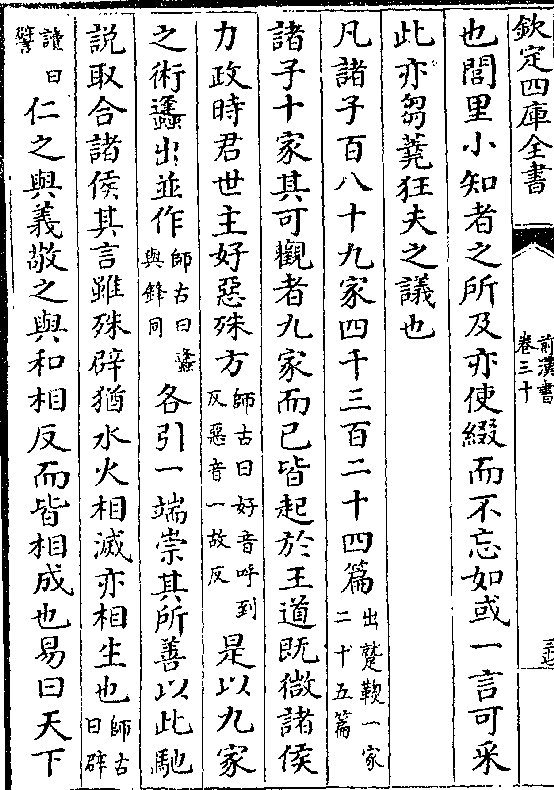 欽定四庫全書
前漢書
卷三十
也閭里小知者之所及亦使綴而不忘如或一言可采
此亦芻蕘狂夫之議也
凡諸子百八十九家四千三百二十四篇出蹵鞠一家二十五篇
諸子十家其可觀者九家而已皆起於王道既微諸侯
力政時君世主好惡殊方師古曰好音呼到反惡音一故反是以九家
之術蠭出並作師古曰蠭與鋒同各引一端崇其所善以此馳
說取合諸侯其言雖殊辟猶水火相滅亦相生也師古曰辟
讀曰譬仁之與義敬之與和相反而皆相成也易曰天下